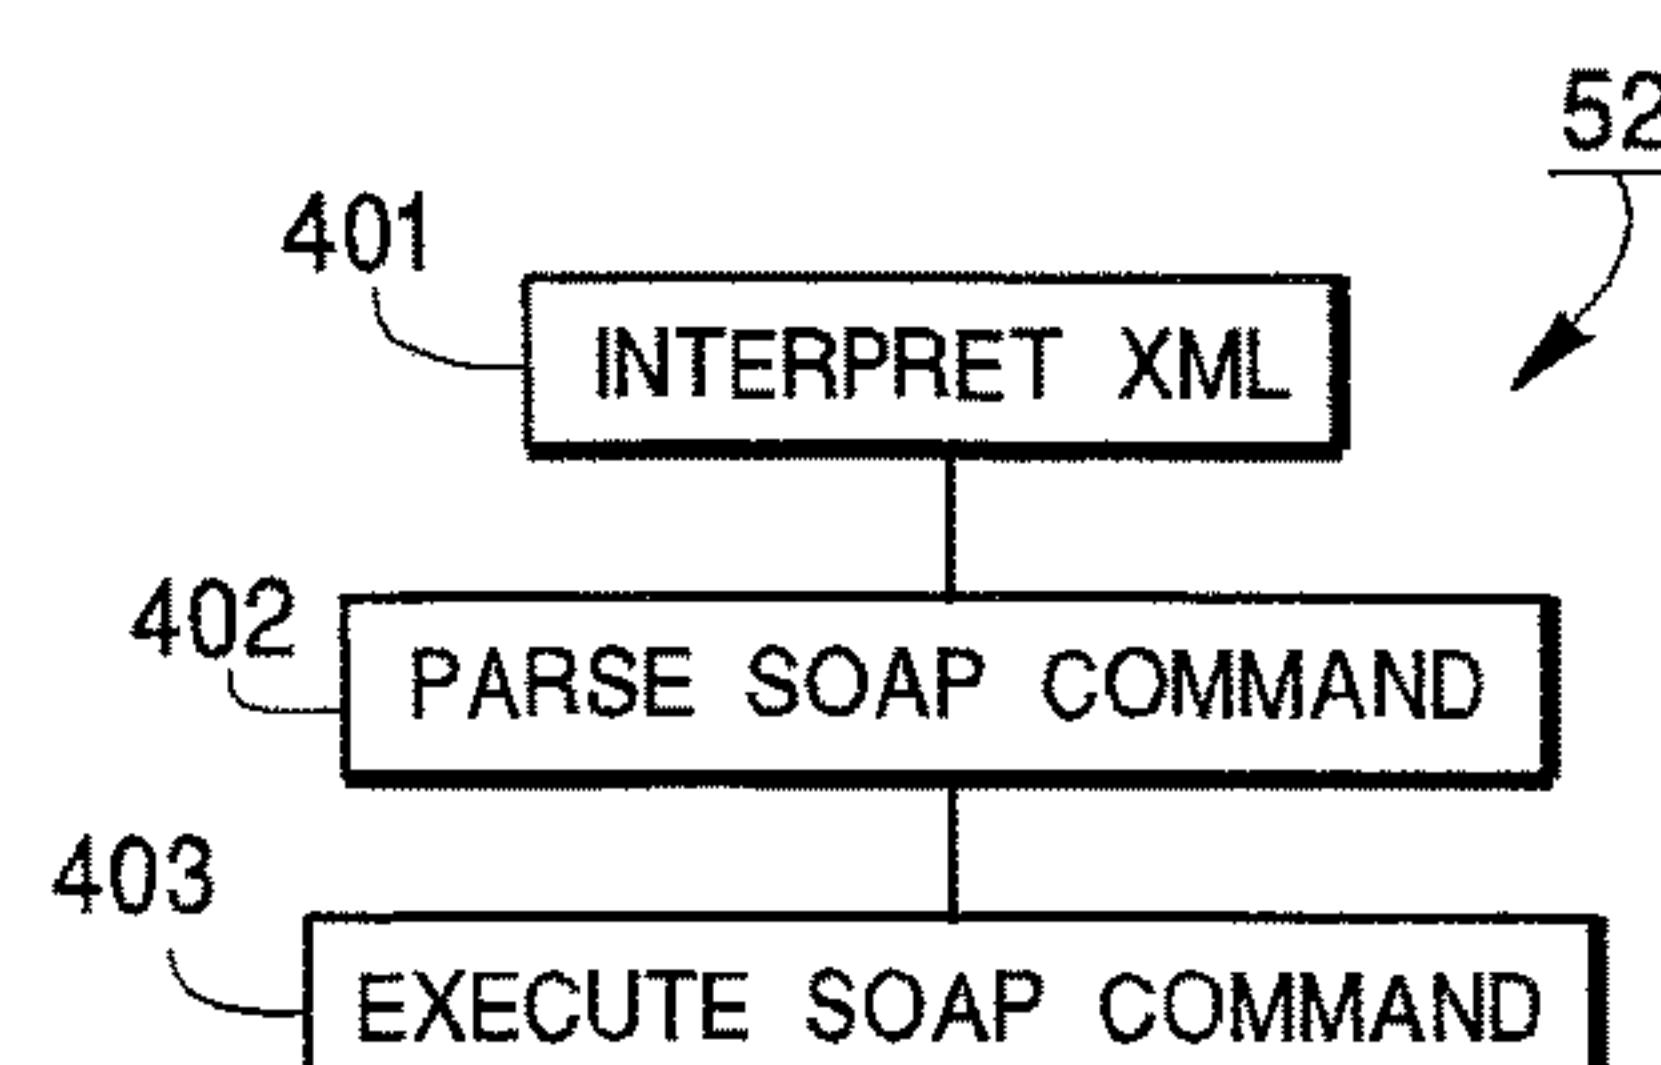 52
401
INTERPRET XML
402
PARSE SOAP COMMAND
403
EXECUTE SOAP COMMAND